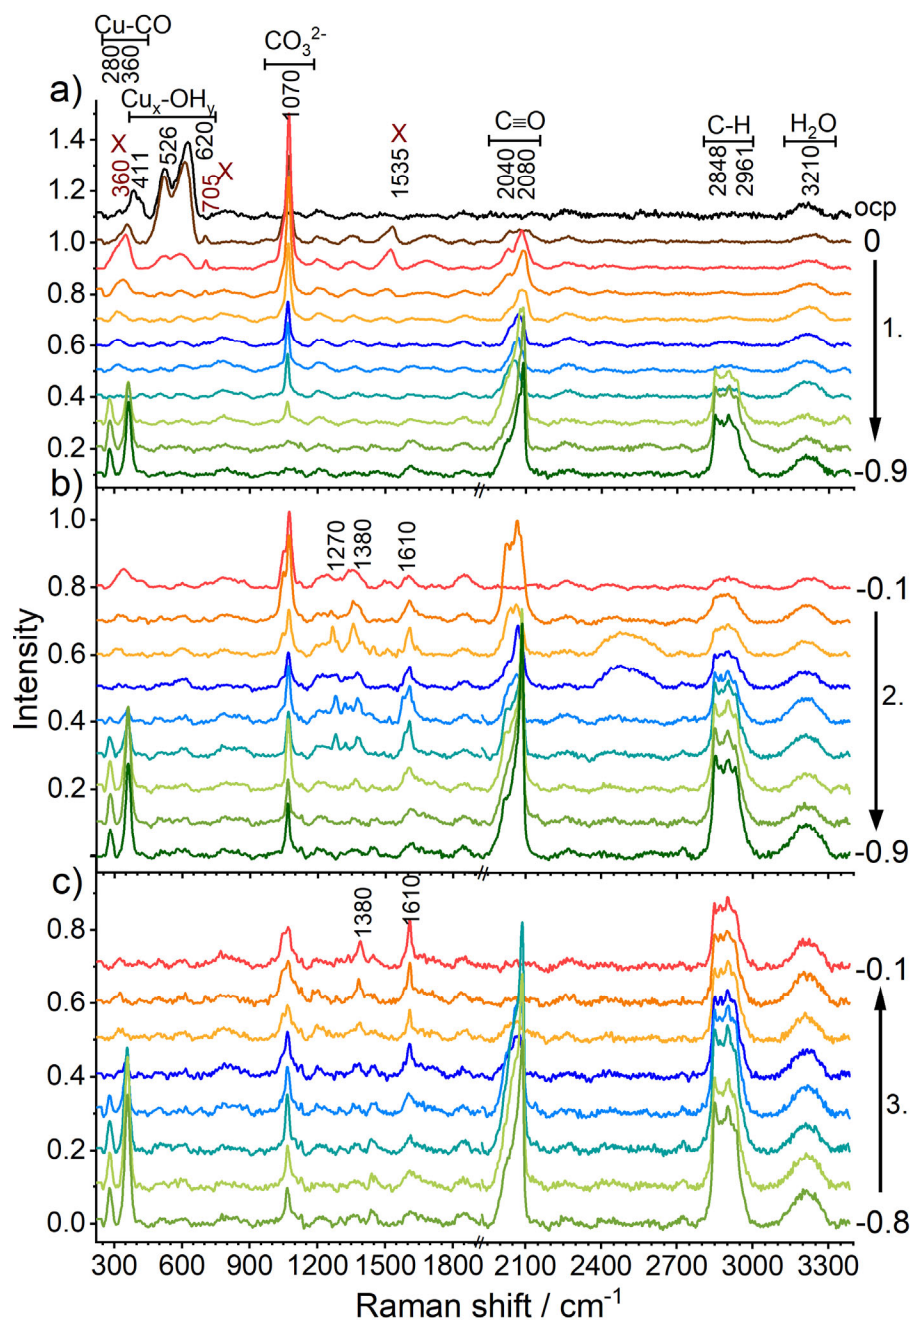 Cu-CO
280
360
CO₃²⁻
1070
a)
Cuₓ-OHᵧ
360 X
411
526
620
705 X
X
1535
C≡O
2040
2080
C-H
2848
2961
H₂O
3210
1.4
1.2
1.0
0.8
0.6
0.4
0.2
ocp
0
1.
-0.9
b)
1270
1380
1610
1.0
0.8
0.6
0.4
0.2
-0.1
2.
-0.9
Intensity
c)
1380
1610
0.8
0.6
0.4
0.2
0.0
-0.1
3.
-0.8
300 600 900 1200 1500 1800 2100 2400 2700 3000 3300
Raman shift / cm⁻¹